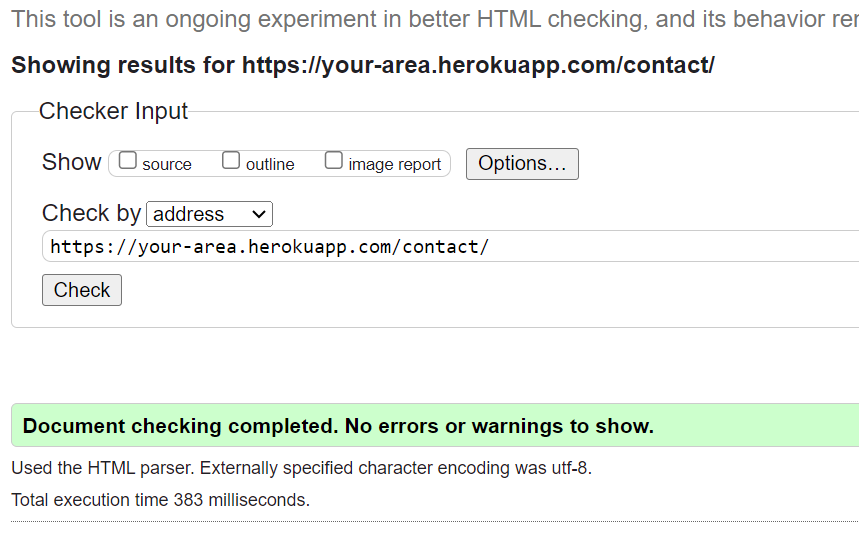 This tool is an ongoing experiment in better HTML checking, and its behavior
Showing results for https://your-area.herokuapp.com/contact/
Checker Input
Show source outline image report Options...
Check by address
https://your-area.herokuapp.com/contact/
Check
Document checking completed. No errors or warnings to show.
Used the HTML parser. Externally specified character encoding was utf-8.
Total execution time 383 milliseconds.